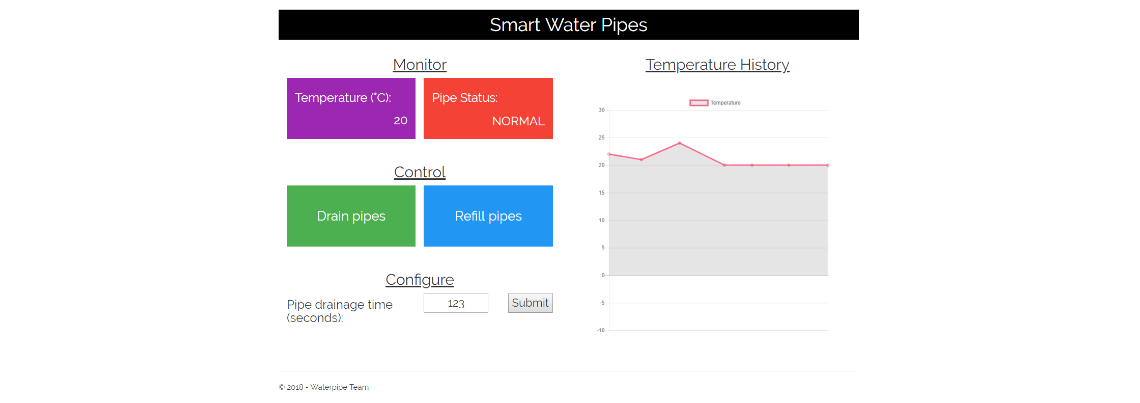 Smart Water Pipes
Monitor
Temperature (°C):
20
Pipe Status:
NORMAL
Control
Drain pipes
Refill pipes
Configure
Pipe drainage time
(seconds):
123
Submit
Temperature History
Temperature
30
25
20
15
10
5
0
-5
-10
© 2018 - Waterpipe Team